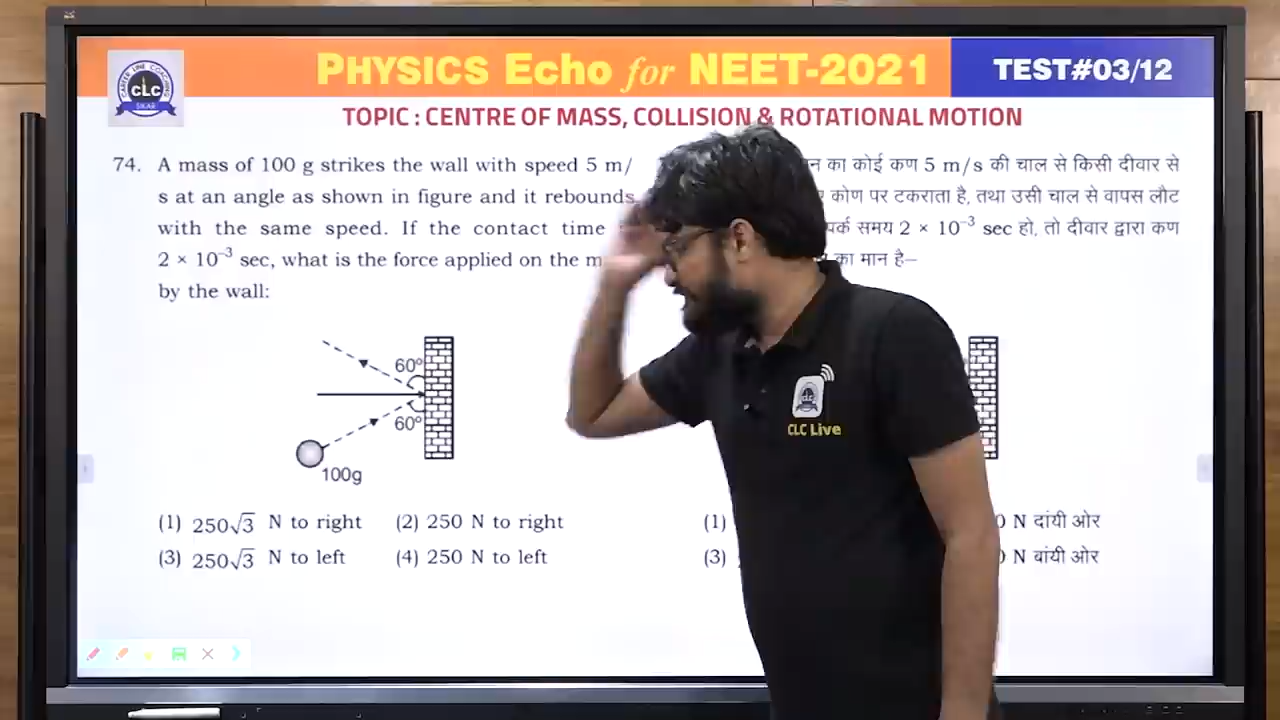 PHYSICS Echo for NEET-2021
TEST#03/12
CAREER LINE COACHING
CLC
SIKAR
TOPIC : CENTRE OF MASS, COLLISION & ROTATIONAL MOTION
74. A mass of 100 g strikes the wall with speed 5 m/
s at an angle as shown in figure and it rebounds
with the same speed. If the contact time
2 × 10⁻³ sec, what is the force applied on the
by the wall:
60°
60°
100g
(1) 250√3 N to right (2) 250 N to right
(3) 250√3 N to left (4) 250 N to left
का कोई कण 5 m/s की चाल से किसी दीवार से
कोण पर टकराता है, तथा उसी चाल से वापस लौट
समय 2 × 10⁻³ sec हो, तो दीवार द्वारा कण
का मान है–
(1) N दांयी ओर
(3) N बांयी ओर
CLC Live